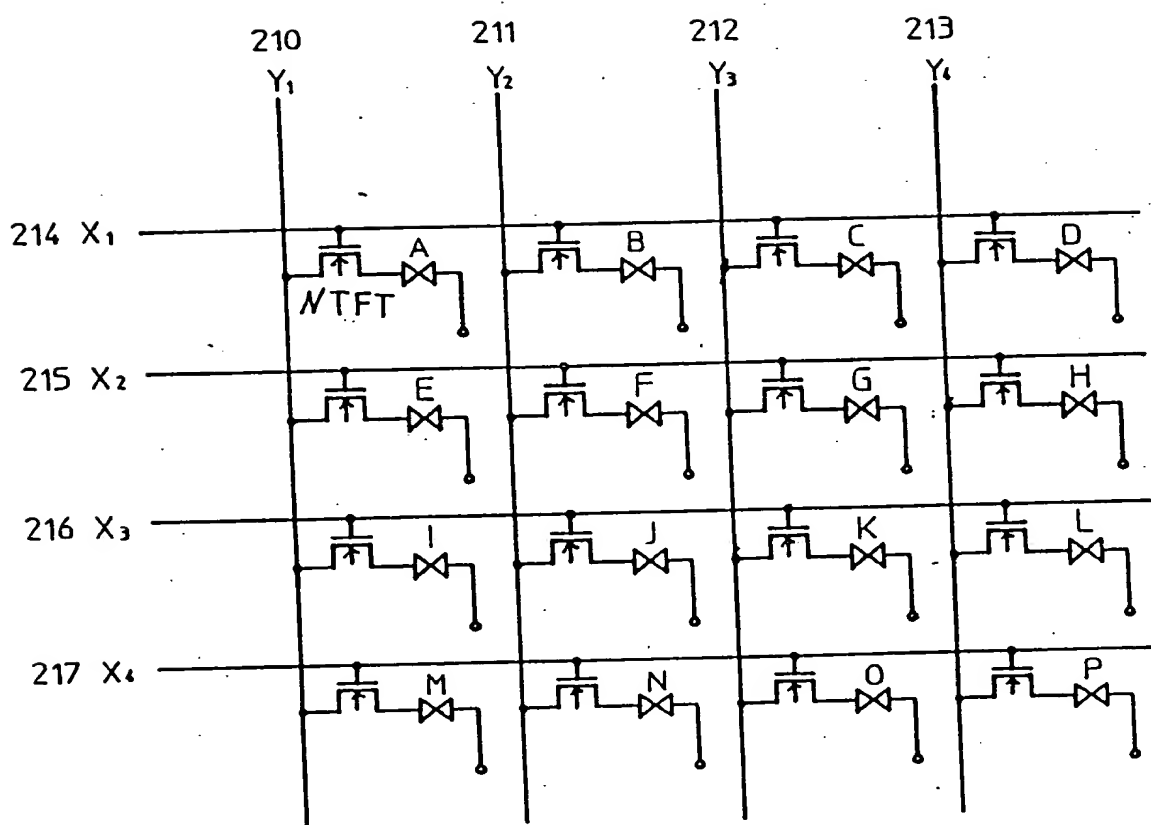 210 211 212 213
Y₁ Y₂ Y₃ Y₄
214 X₁
A B C D
NTFT
215 X₂
E F G H
216 X₃
I J K L
217 X₄
M N O P